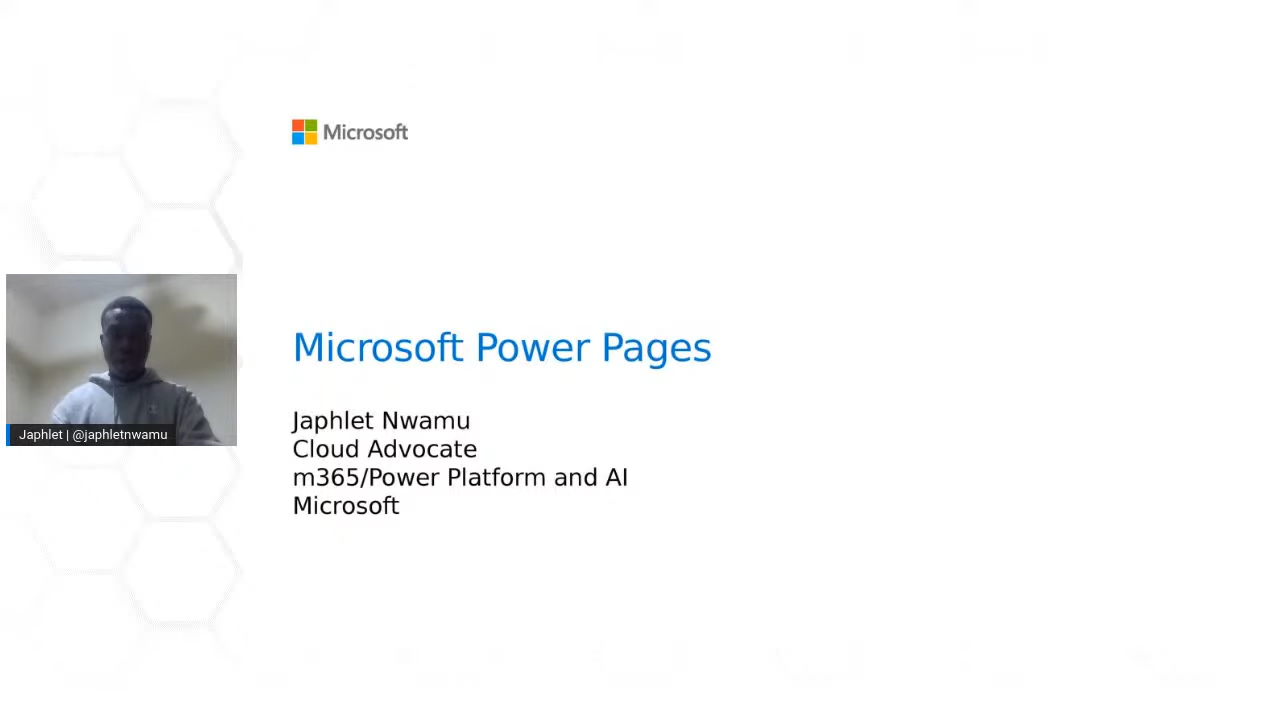 Microsoft
Microsoft Power Pages
Japhlet Nwamu
Cloud Advocate
m365/Power Platform and AI
Microsoft
Japhlet | @japhletnwamu